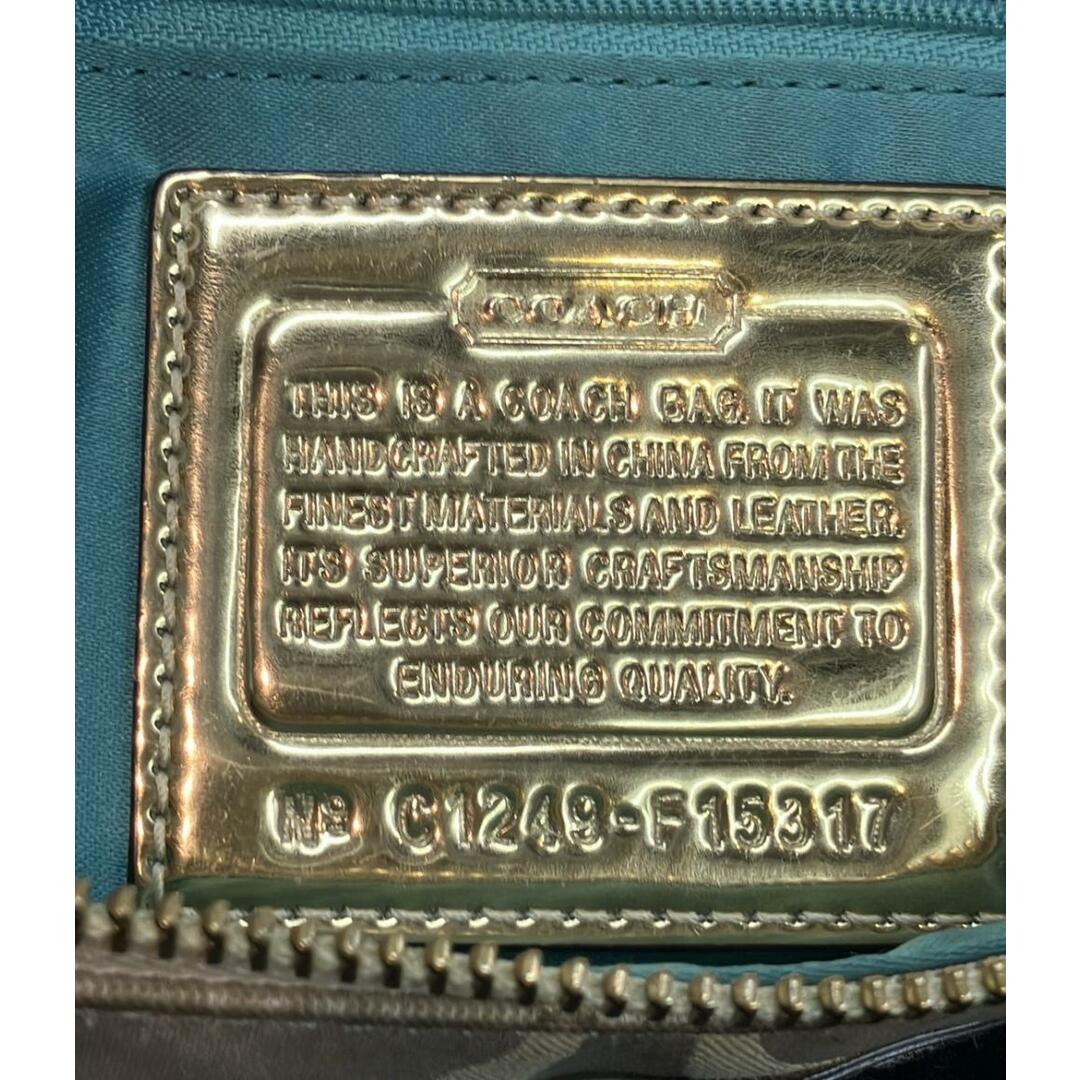 COACH
THIS IS A COACH BAG. IT WAS
HANDCRAFTED IN CHINA FROM THE
FINEST MATERIALS AND LEATHER.
ITS SUPERIOR CRAFTSMANSHIP
REFLECTS OUR COMMITMENT TO
ENDURING QUALITY.
Nº C1249-F15317